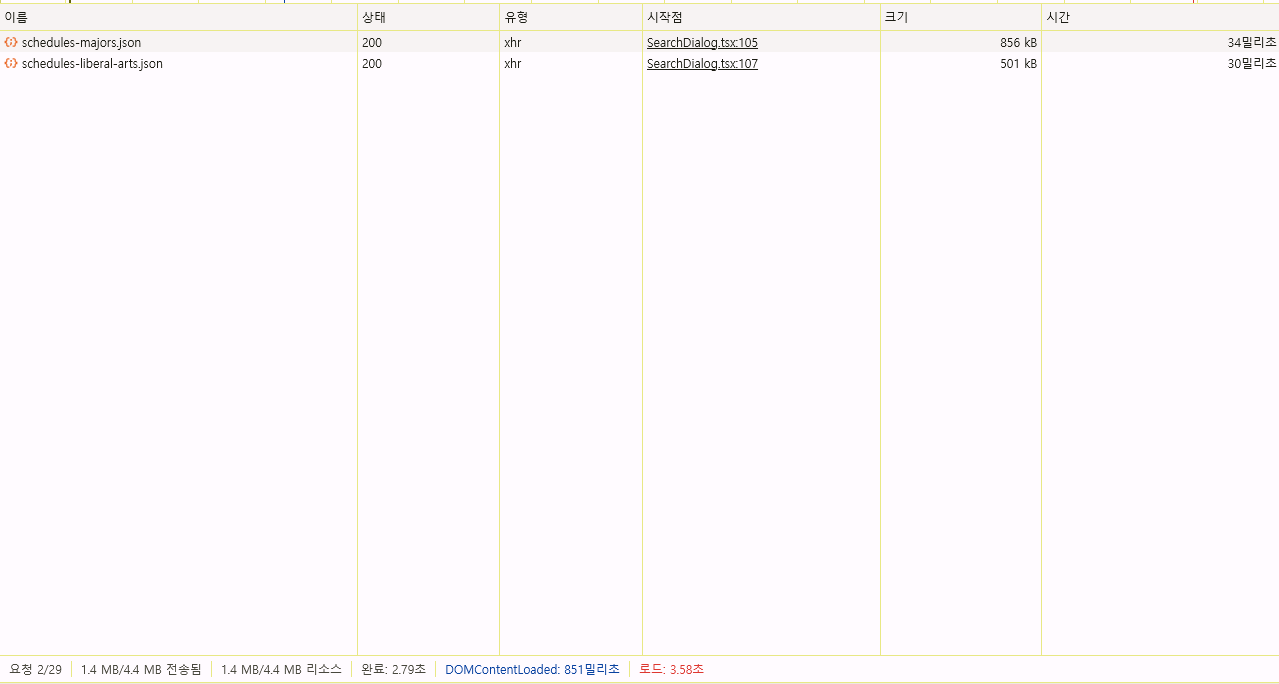 이름 상태 유형 시작점 크기 시간
schedules-majors.json 200 xhr SearchDialog.tsx:105 856 kB 34밀리초
schedules-liberal-arts.json 200 xhr SearchDialog.tsx:107 501 kB 30밀리초
요청 2/29 1.4 MB/4.4 MB 전송됨 1.4 MB/4.4 MB 리소스 완료: 2.79초 DOMContentLoaded: 851밀리초 로드: 3.58초